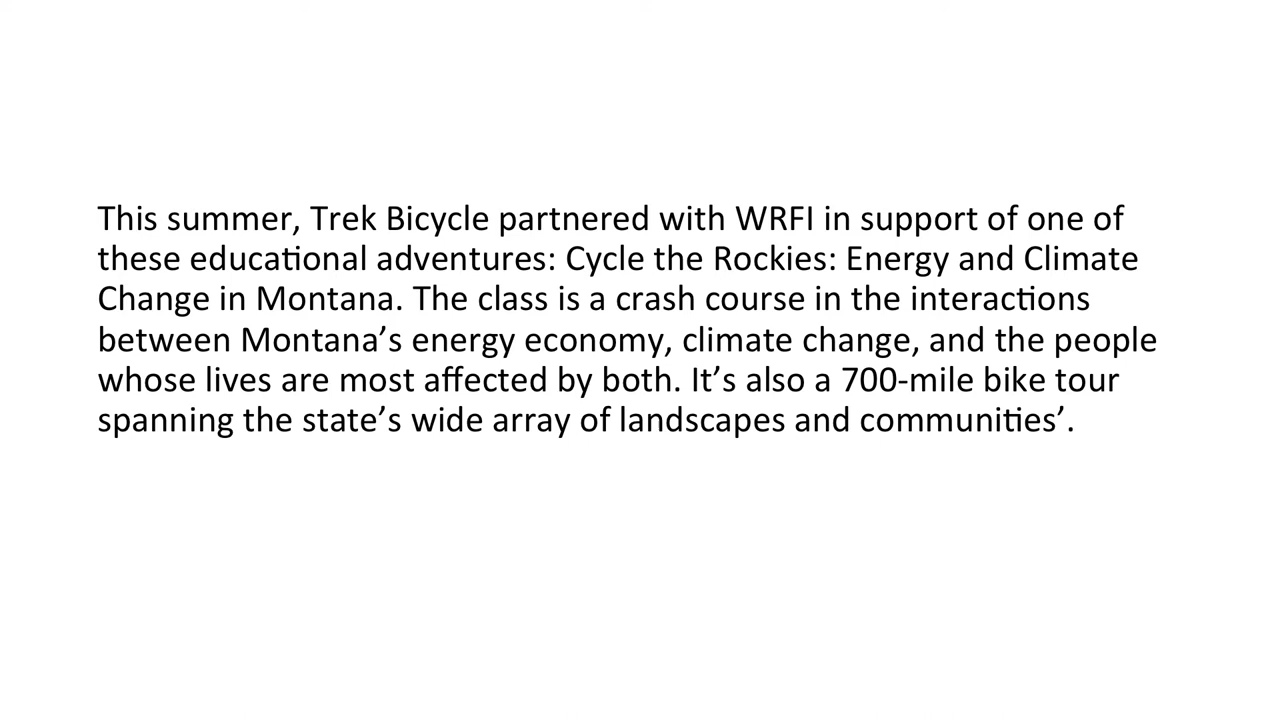 This summer, Trek Bicycle partnered with WRFI in support of one of
these educational adventures: Cycle the Rockies: Energy and Climate
Change in Montana. The class is a crash course in the interactions
between Montana’s energy economy, climate change, and the people
whose lives are most affected by both. It’s also a 700-mile bike tour
spanning the state’s wide array of landscapes and communities’.